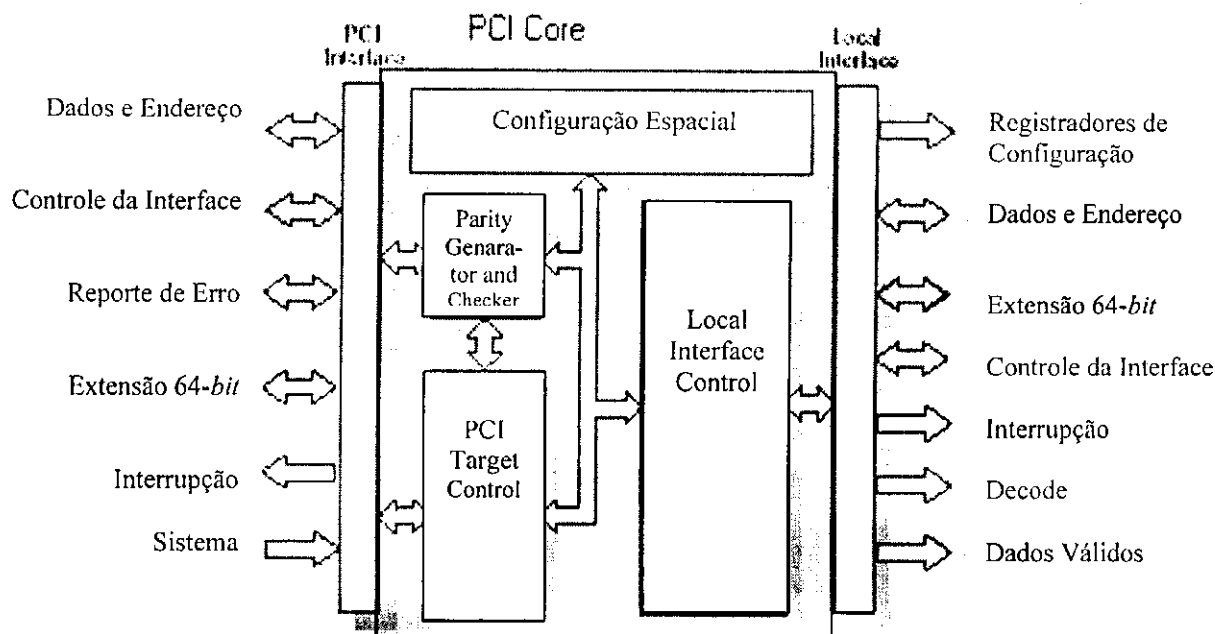 PCI Core
PCI
Interface
Local
Interface
Dados e Endereço
Controle da Interface
Reporte de Erro
Extensão 64-bit
Interrupção
Sistema
Configuração Espacial
Parity
Genara-
tor and
Checker
PCI
Target
Control
Local
Interface
Control
Registradores de
Configuração
Dados e Endereço
Extensão 64-bit
Controle da Interface
Interrupção
Decode
Dados Válidos